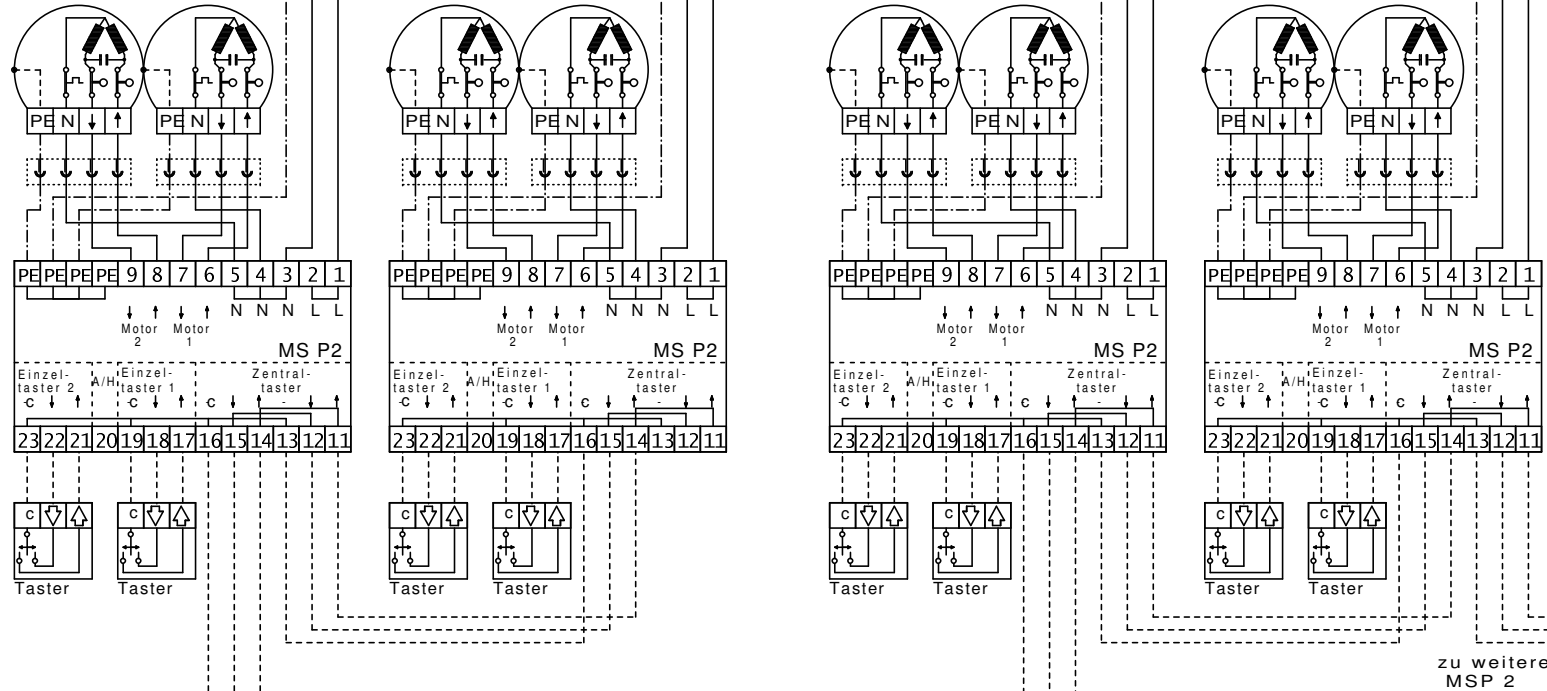 PE N ↓ ↑ PE N ↓ ↑ PE N ↓ ↑ PE N ↓ ↑ PE N ↓ ↑ PE N ↓ ↑ PE N ↓ ↑ PE N ↓ ↑
PE PE PE PE 9 8 7 6 5 4 3 2 1
↓ ↑ ↓ ↑ N N N L L
Motor 2 Motor 1
MS P2
Einzel-taster 2 A/H Einzel-taster 1 Zentral-taster
C ↓ ↑ C ↓ ↑ C ↓ ↑ - ↓ ↑
23 22 21 20 19 18 17 16 15 14 13 12 11
C C
Taster Taster
PE PE PE PE 9 8 7 6 5 4 3 2 1
↓ ↑ ↓ ↑ N N N L L
Motor 2 Motor 1
MS P2
Einzel-taster 2 A/H Einzel-taster 1 Zentral-taster
C ↓ ↑ C ↓ ↑ C ↓ ↑ - ↓ ↑
23 22 21 20 19 18 17 16 15 14 13 12 11
C C
Taster Taster
PE PE PE PE 9 8 7 6 5 4 3 2 1
↓ ↑ ↓ ↑ N N N L L
Motor 2 Motor 1
MS P2
Einzel-taster 2 A/H Einzel-taster 1 Zentral-taster
C ↓ ↑ C ↓ ↑ C ↓ ↑ - ↓ ↑
23 22 21 20 19 18 17 16 15 14 13 12 11
C C
Taster Taster
PE PE PE PE 9 8 7 6 5 4 3 2 1
↓ ↑ ↓ ↑ N N N L L
Motor 2 Motor 1
MS P2
Einzel-taster 2 A/H Einzel-taster 1 Zentral-taster
C ↓ ↑ C ↓ ↑ C ↓ ↑ - ↓ ↑
23 22 21 20 19 18 17 16 15 14 13 12 11
C C
Taster Taster
zu weitere
MSP 2